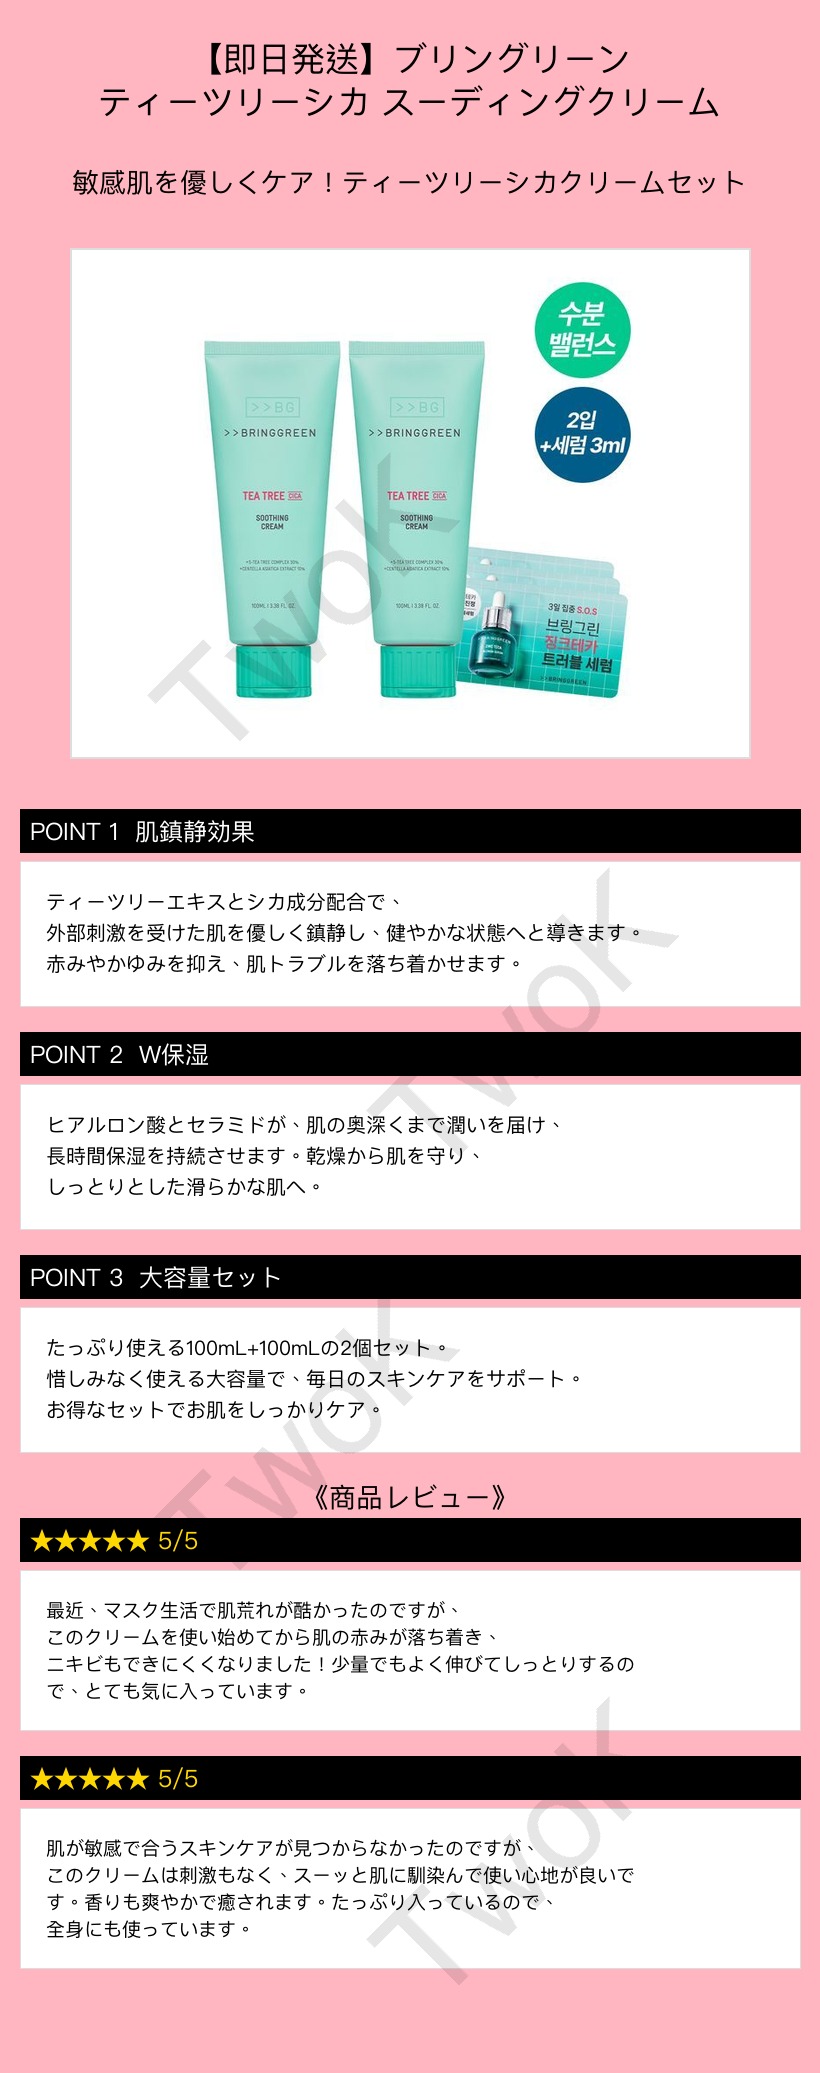 【即日発送】ブリングリーン
ティーツリーシカ スーディングクリーム
敏感肌を優しくケア！ティーツリーシカクリームセット
수분
밸런스
2입
+세럼 3ml
>>BG
>>BRINGGREEN
TEA TREE CICA
SOOTHING
CREAM
+5-TEA TREE COMPLEX 30%
+CENTELLA ASIATICA EXTRACT 10%
100ML I 3.38 FL. OZ.
>>BG
>>BRINGGREEN
TEA TREE CICA
SOOTHING
CREAM
+5-TEA TREE COMPLEX 30%
+CENTELLA ASIATICA EXTRACT 10%
100ML I 3.38 FL. OZ.
3일 집중 S.O.S
브링그린
징크테카
트러블 세럼
>>BRINGGREEN
TwoK
POINT 1 肌鎮静効果
ティーツリーエキスとシカ成分配合で、
外部刺激を受けた肌を優しく鎮静し、健やかな状態へと導きます。
赤みやかゆみを抑え、肌トラブルを落ち着かせます。
TwoK
POINT 2 W保湿
ヒアルロン酸とセラミドが、肌の奥深くまで潤いを届け、
長時間保湿を持続させます。乾燥から肌を守り、
しっとりとした滑らかな肌へ。
POINT 3 大容量セット
たっぷり使える100mL+100mLの2個セット。
惜しみなく使える大容量で、毎日のスキンケアをサポート。
お得なセットでお肌をしっかりケア。
TwoK
《商品レビュー》
★★★★★ 5/5
最近、マスク生活で肌荒れが酷かったのですが、
このクリームを使い始めてから肌の赤みが落ち着き、
ニキビもできにくくなりました！少量でもよく伸びてしっとりするの
で、とても気に入っています。
★★★★★ 5/5
肌が敏感で合うスキンケアが見つからなかったのですが、
このクリームは刺激もなく、スーッと肌に馴染んで使い心地が良いで
す。香りも爽やかで癒されます。たっぷり入っているので、
全身にも使っています。
TwoK